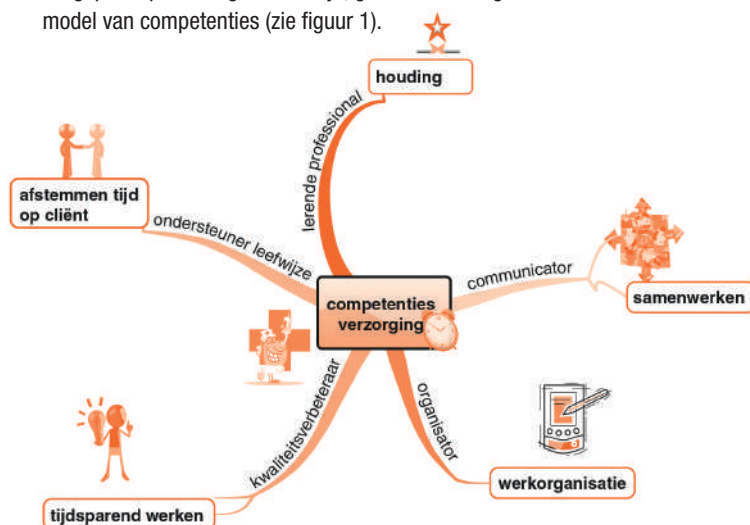 model van competenties (zie figuur 1).
houding
lerende professional
afstemmen tijd
op cliënt
ondersteuner leefwijze
communicator
samenwerken
competenties
verzorging
kwaliteitsverbeteraar
organisator
werkorganisatie
tijdsparend werken